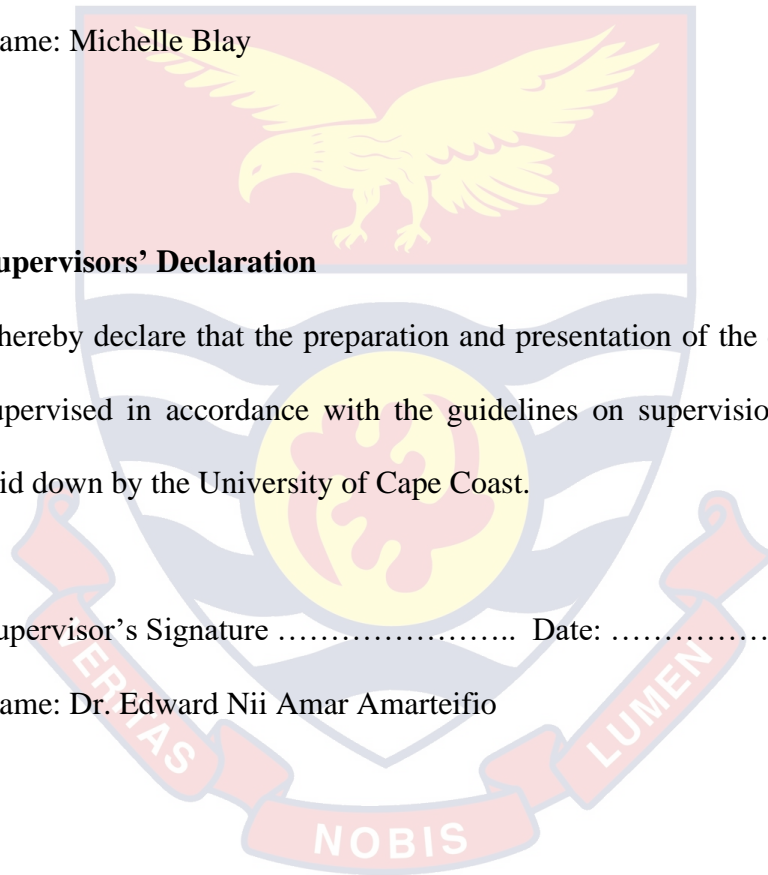 ame: Michelle Blay
upervisors' Declaration
hereby declare that the preparation and presentation of the
upervised in accordance with the guidelines on supervisio
id down by the University of Cape Coast.
upervisor's Signature ………………….. Date: ……………
ame: Dr. Edward Nii Amar Amarteifio
VERITAS
NOBIS
LUMEN